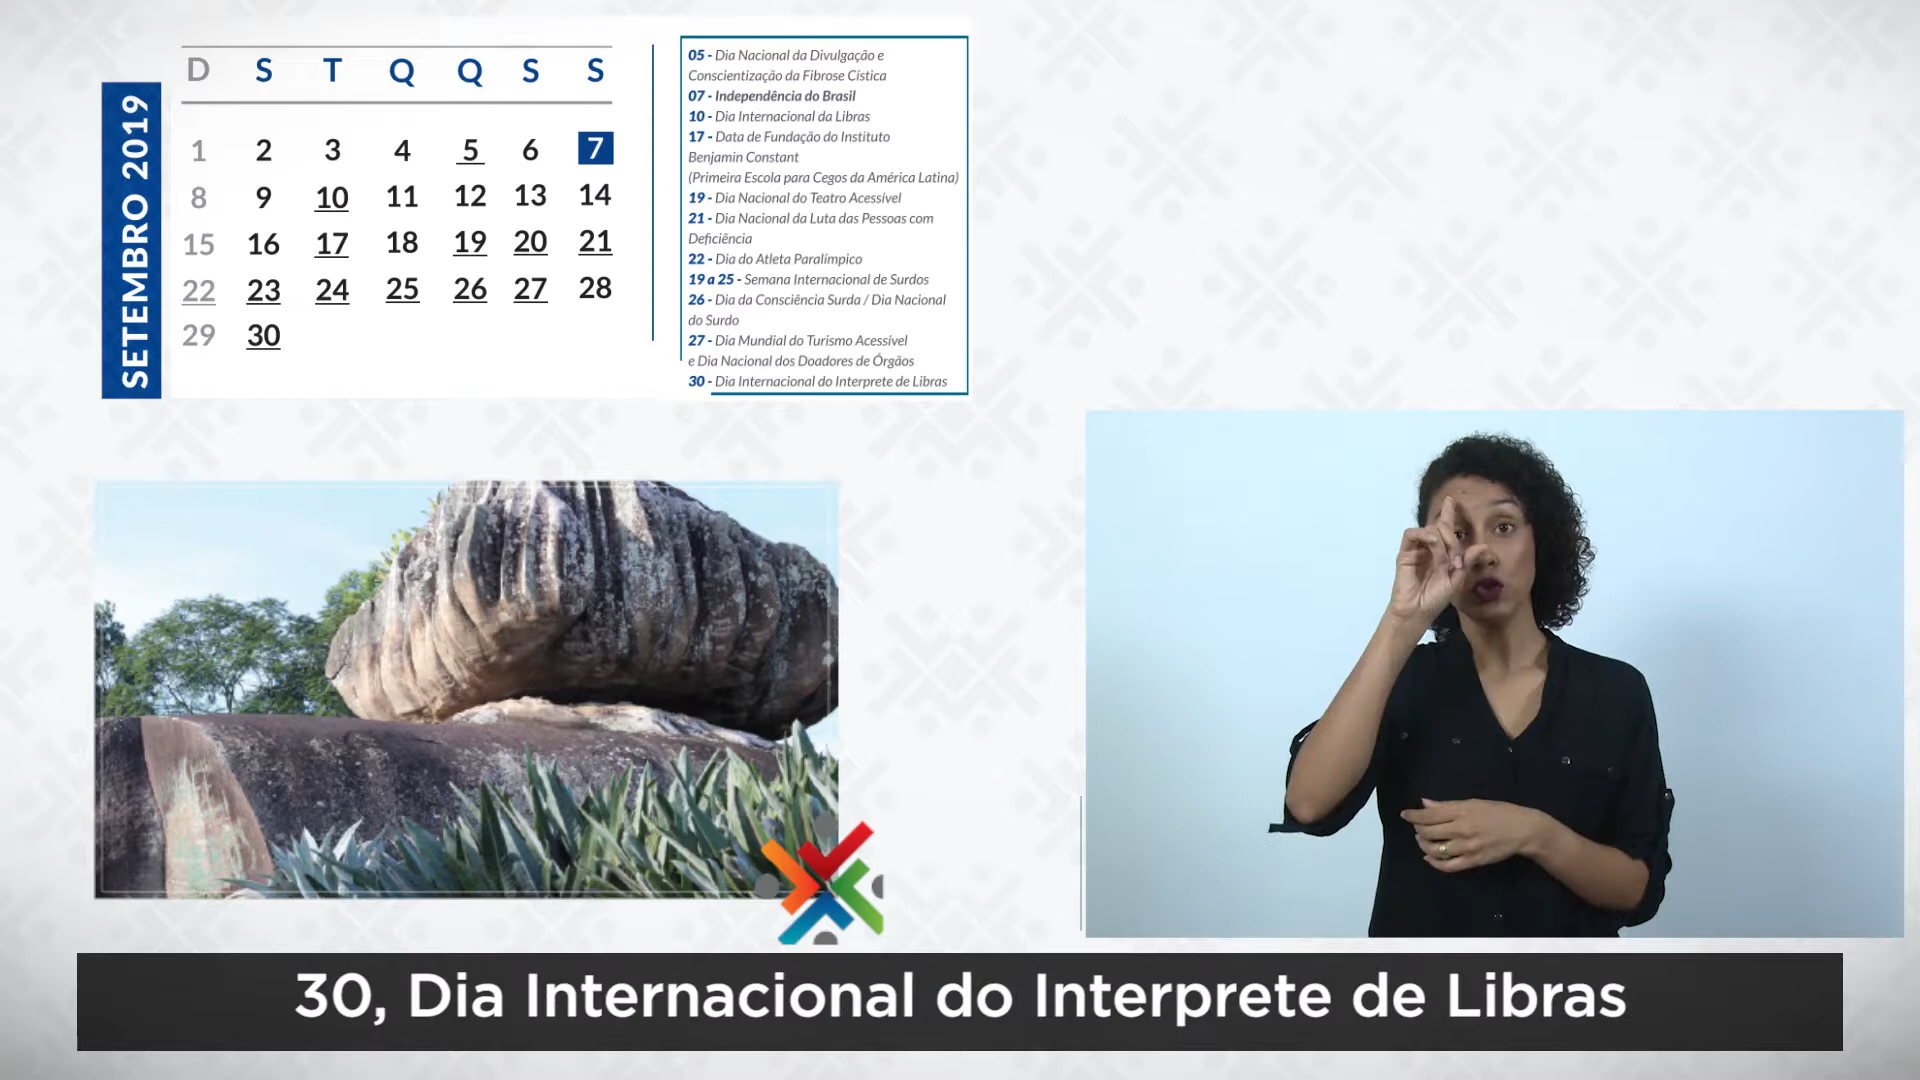 SETEMBRO 2019
D S T Q Q S S
1 2 3 4 5 6 7
8 9 10 11 12 13 14
15 16 17 18 19 20 21
22 23 24 25 26 27 28
29 30
05 - Dia Nacional da Divulgação e
Conscientização da Fibrose Cística
07 - Independência do Brasil
10 - Dia Internacional da Libras
17 - Data de Fundação do Instituto
Benjamin Constant
(Primeira Escola para Cegos da América Latina)
19 - Dia Nacional do Teatro Acessível
21 - Dia Nacional da Luta das Pessoas com
Deficiência
22 - Dia do Atleta Paralímpico
19 a 25 - Semana Internacional de Surdos
26 - Dia da Consciência Surda / Dia Nacional
do Surdo
27 - Dia Mundial do Turismo Acessível
e Dia Nacional dos Doadores de Órgãos
30 - Dia Internacional do Interprete de Libras
30, Dia Internacional do Interprete de Libras